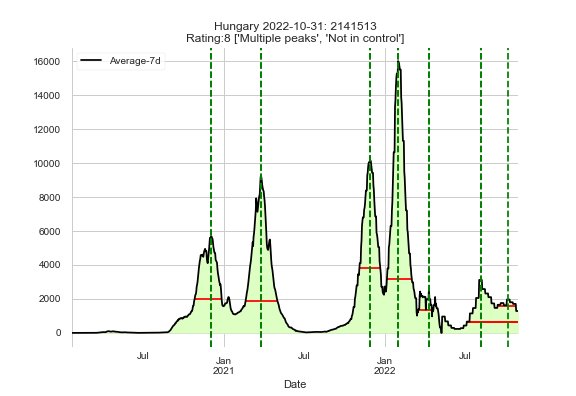 Hungary 2022-10-31: 2141513
Rating:8 ['Multiple peaks', 'Not in control']
Average-7d
16000
14000
12000
10000
8000
6000
4000
2000
0
Jul
Jan
2021
Jul
Jan
2022
Jul
Date